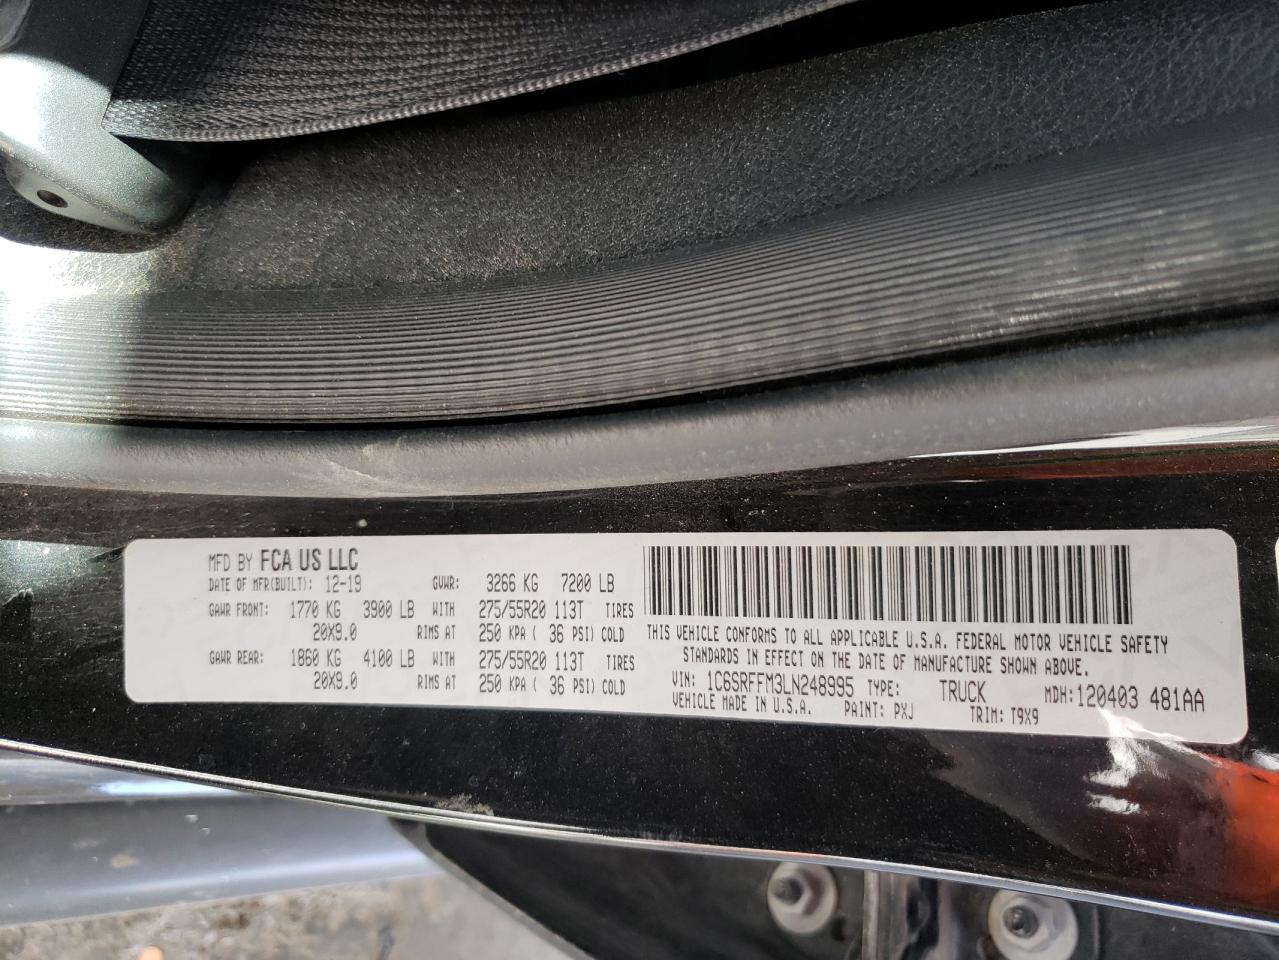 MFD BY FCA US LLC
DATE OF MFR(BUILT): 12-19 GVWR: 3266 KG 7200 LB
GAWR FRONT: 1770 KG 3900 LB WITH 275/55R20 113T TIRES
20X9.0 RIMS AT 250 KPA ( 36 PSI) COLD
GAWR REAR: 1860 KG 4100 LB WITH 275/55R20 113T TIRES
20X9.0 RIMS AT 250 KPA ( 36 PSI) COLD
THIS VEHICLE CONFORMS TO ALL APPLICABLE U.S.A. FEDERAL MOTOR VEHICLE SAFETY
STANDARDS IN EFFECT ON THE DATE OF MANUFACTURE SHOWN ABOVE.
VIN: 1C6SRFFM3LN248995 TYPE: TRUCK MDH:120403 481AA
VEHICLE MADE IN U.S.A. PAINT: PXJ TRIM: T9X9